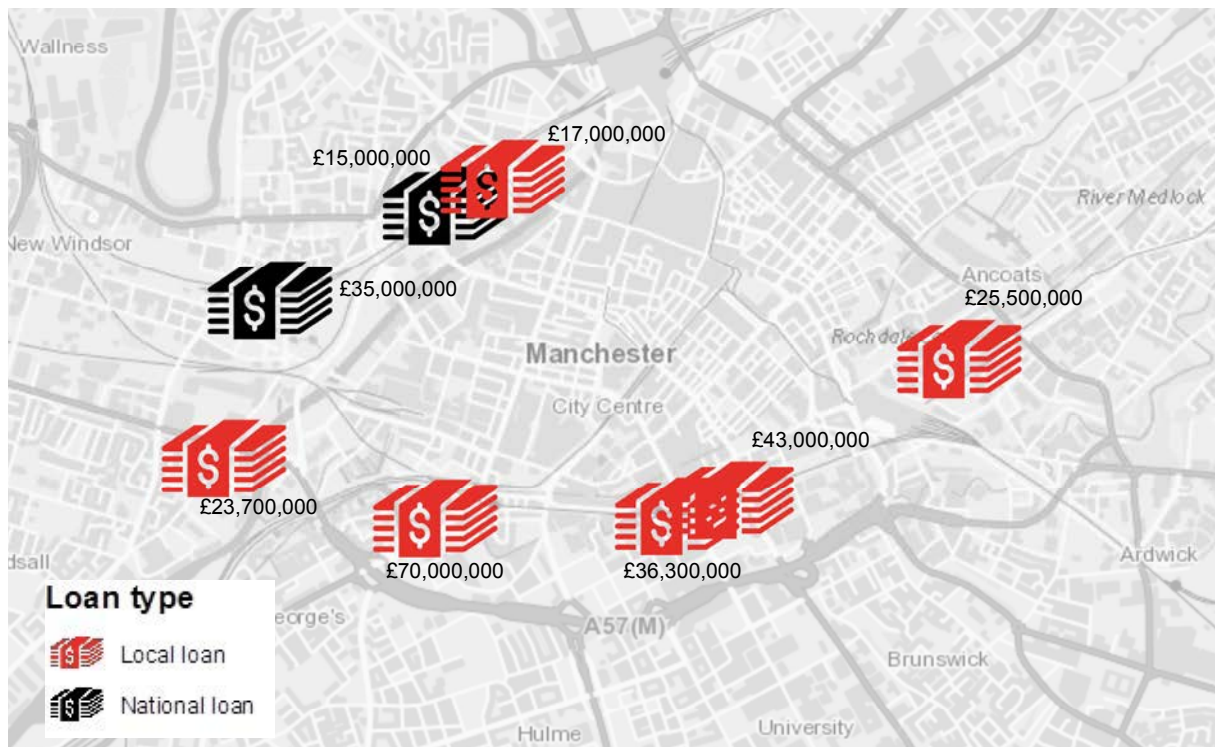 Wallness
£17,000,000
£15,000,000
River Medlock
New Windsor
Ancoats
£35,000,000
£25,500,000
Rochdale
Manchester
City Centre
£43,000,000
£23,700,000
£70,000,000
£36,300,000
Ardwick
dsall
Loan type
eorge's
A57(M)
Local loan
Brunswick
National loan
University
Hulme